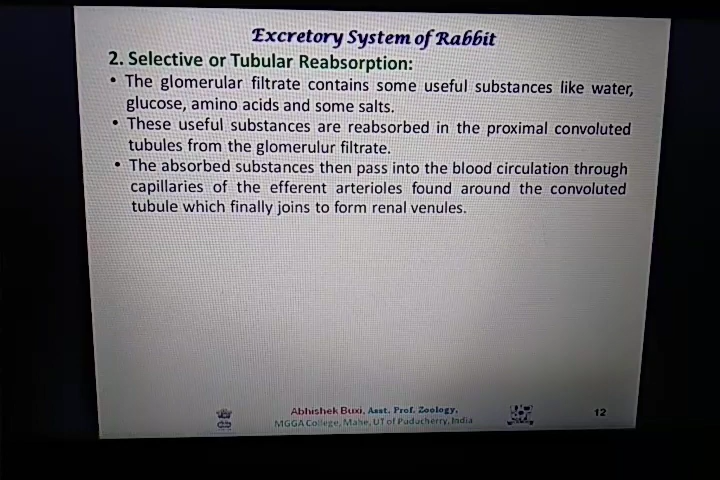 Excretory System of Rabbit
2. Selective or Tubular Reabsorption:
• The glomerular filtrate contains some useful substances like water,
glucose, amino acids and some salts.
• These useful substances are reabsorbed in the proximal convoluted
tubules from the glomerulur filtrate.
• The absorbed substances then pass into the blood circulation through
capillaries of the efferent arterioles found around the convoluted
tubule which finally joins to form renal venules.
Abhishek Buxi, Asst. Prof. Zoology,
MGGA College, Mahe, UT of Puducherry, India
12